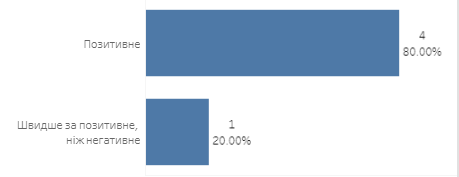 Позитивне
4
80.00%
Швидше за позитивне,
ніж негативне
1
20.00%